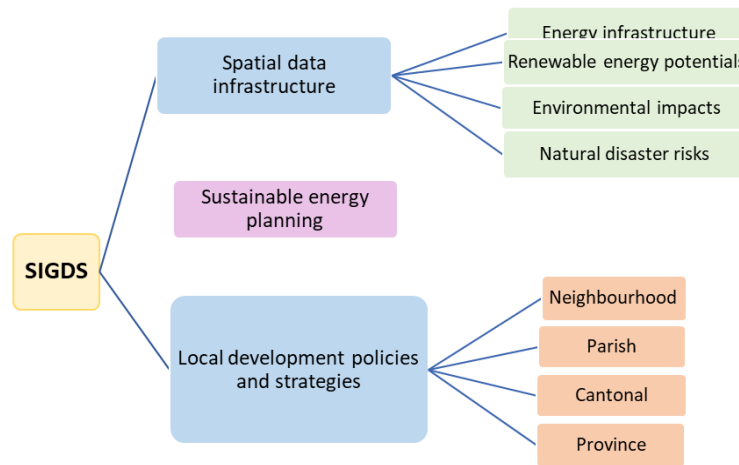 Energy infrastructure
Spatial data
infrastructure
Renewable energy potentials
Environmental impacts
Natural disaster risks
Sustainable energy
planning
SIGDS
Neighbourhood
Local development policies
and strategies
Parish
Cantonal
Province